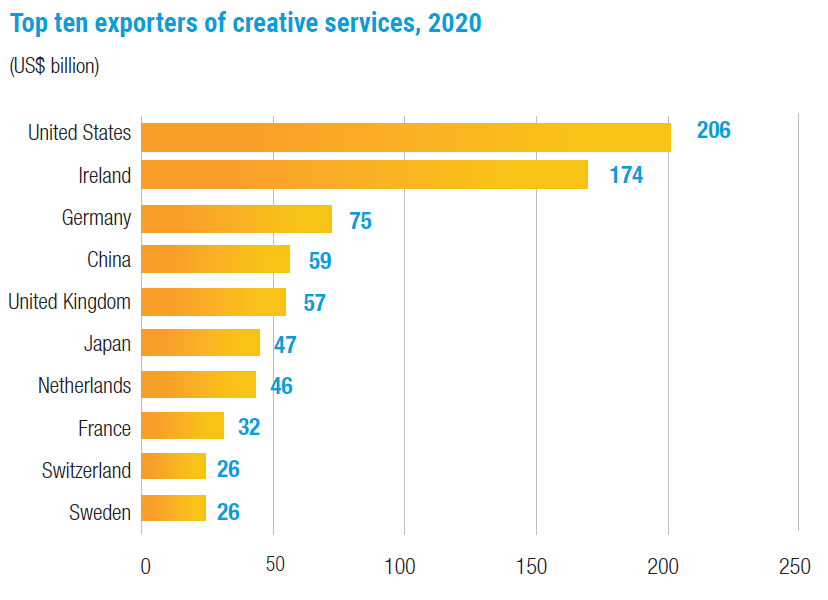 Top ten exporters of creative services, 2020
(US$ billion)
United States 206
Ireland 174
Germany 75
China 59
United Kingdom 57
Japan 47
Netherlands 46
France 32
Switzerland 26
Sweden 26
0 50 100 150 200 250